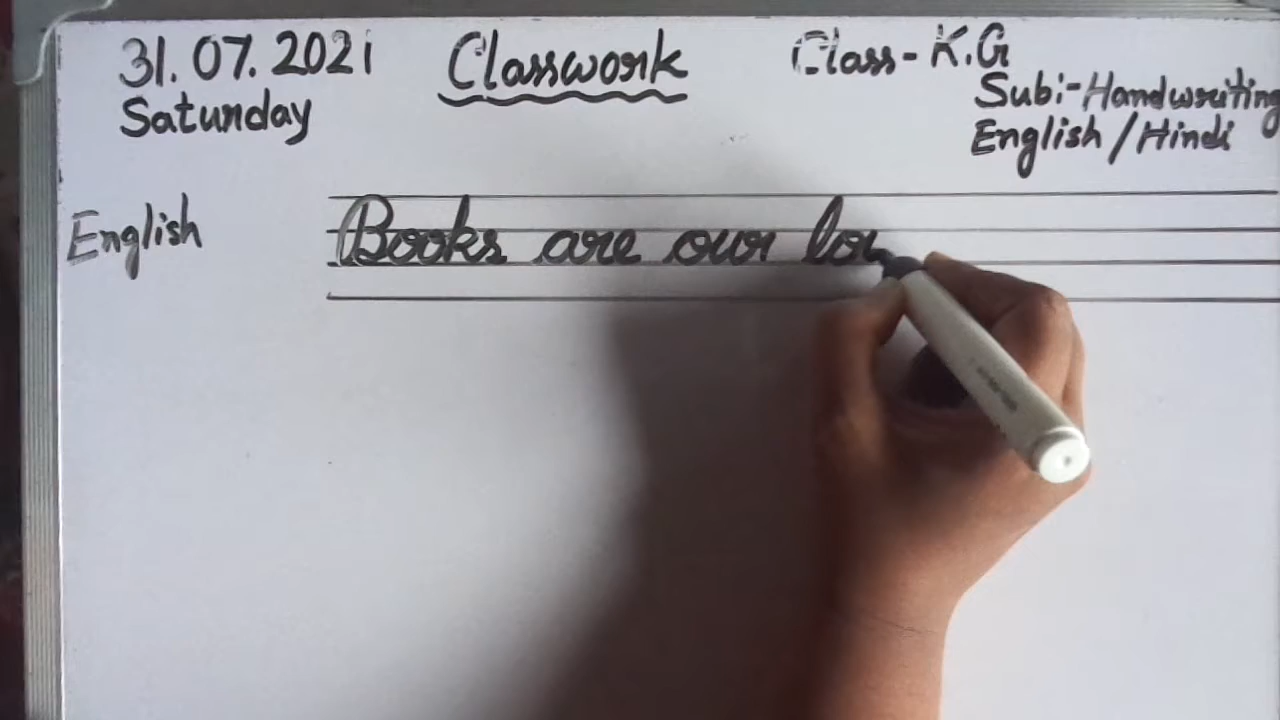 31.07.2021 Classwork Class-K.G
Saturday Sub:-Handwriting
English/Hindi
English Books are our